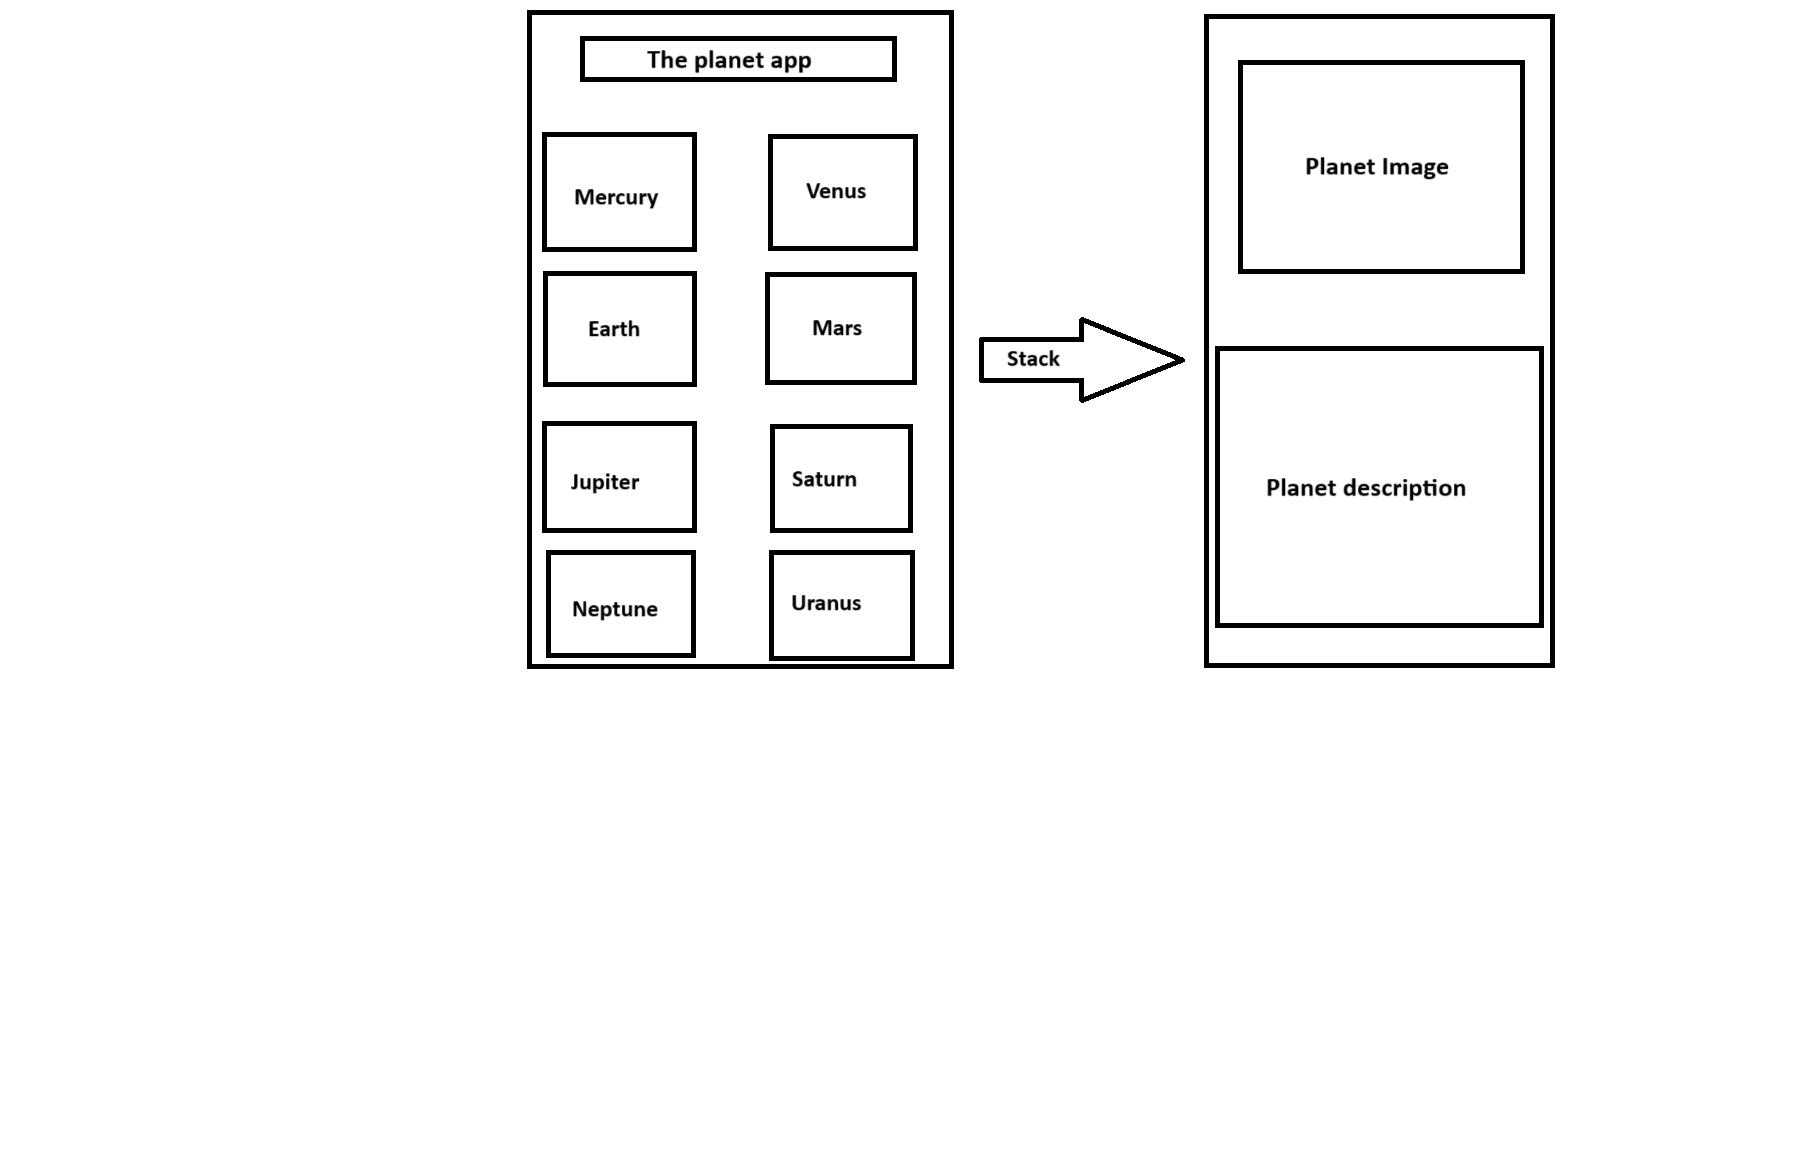 The planet app
Mercury
Venus
Earth
Mars
Jupiter
Saturn
Neptune
Uranus
Stack
Planet Image
Planet description